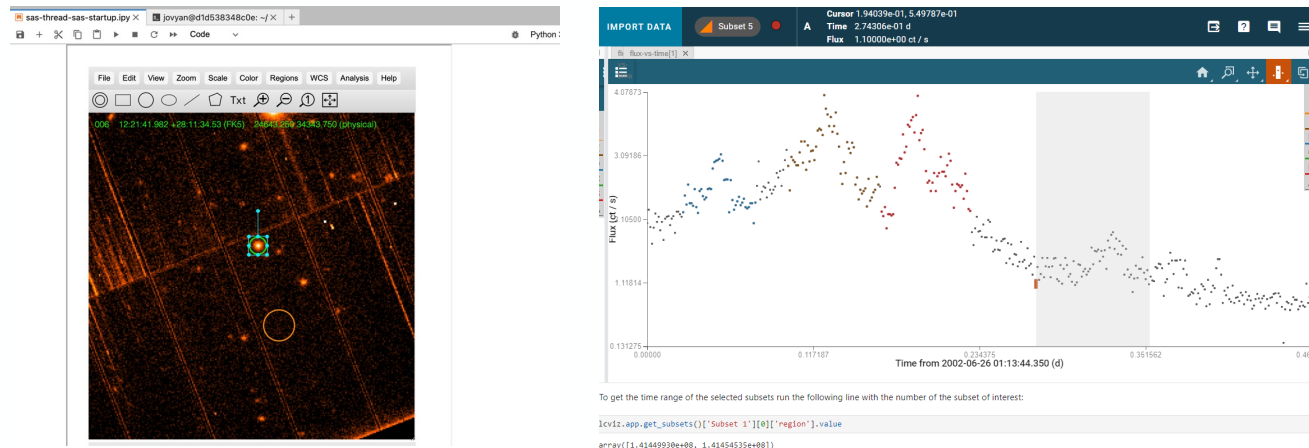 sas-thread-sas-startup.ipy
jovyan@d1d538348c0e: ~/
Code
Python 3
File Edit View Zoom Scale Color Regions WCS Analysis Help
Txt
006 12:21:41.982 +28:11:34.53 (FK5) 24643.250 34343.750 (physical)
IMPORT DATA
Subset 5
A
Cursor 1.94039e-01, 5.49787e-01
Time 2.74306e-01 d
Flux 1.10000e+00 ct / s
flux-vs-time[1]
4.07873
3.09186
2.10500
1.11814
0.131275
Flux (ct / s)
0.00000
0.117187
0.234375
0.351562
0.46
Time from 2002-06-26 01:13:44.350 (d)
To get the time range of the selected subsets run the following line with the number of the subset of interest:
lcviz.app.get_subsets()['Subset 1'][0]['region'].value
array([1.41449930e+08, 1.41454535e+08])